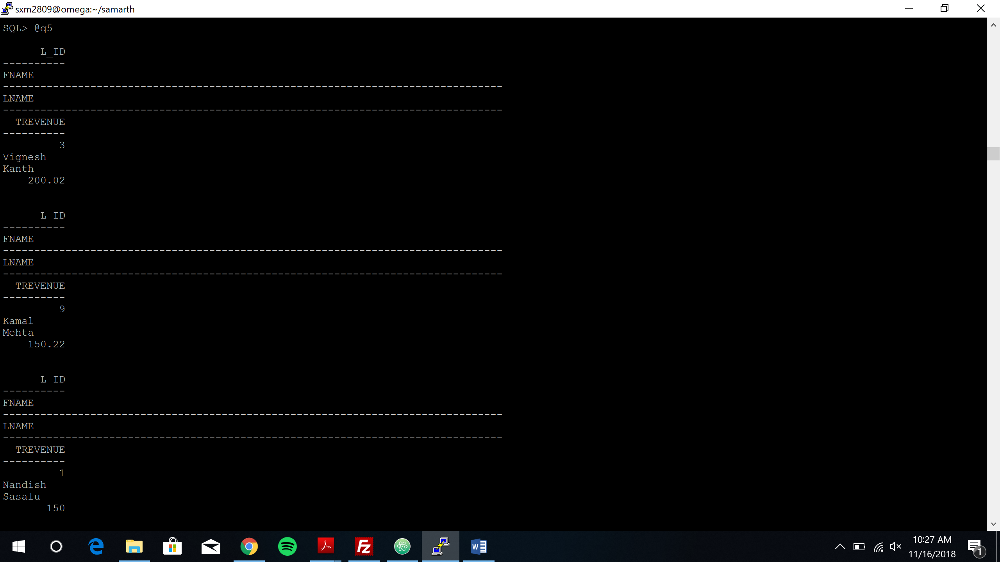 sxm2809@omega:~/samarth
SQL> @q5
      L_ID
----------
FNAME
--------------------------------------------------------------------------------
LNAME
--------------------------------------------------------------------------------
  TREVENUE
----------
         3
Vignesh
Kanth
    200.02
      L_ID
----------
FNAME
--------------------------------------------------------------------------------
LNAME
--------------------------------------------------------------------------------
  TREVENUE
----------
         9
Kamal
Mehta
    150.22
      L_ID
----------
FNAME
--------------------------------------------------------------------------------
LNAME
--------------------------------------------------------------------------------
  TREVENUE
----------
         1
Nandish
Sasalu
       150
Fz
W
10:27 AM
11/16/2018
1